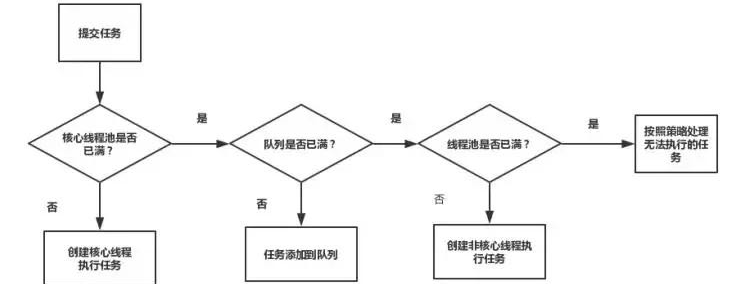 提交任务
核心线程池是否
已满？
是
队列是否已满？
是
线程池是否已满？
是
按照策略处理
无法执行的任
务
否
创建核心线程
执行任务
否
任务添加到队列
否
创建非核心线程执
行任务